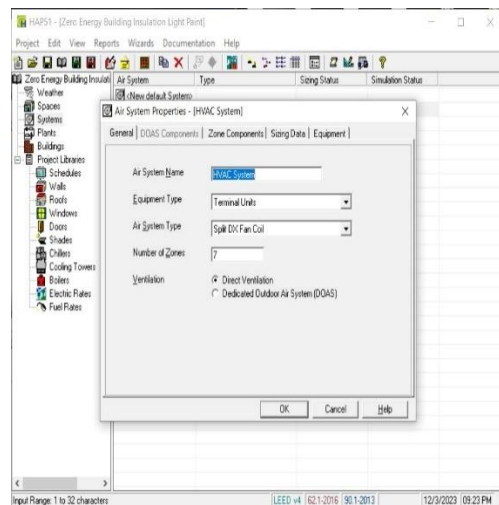 HAP51 - [Zero Energy Building Insulation Light Paint]
Project Edit View Reports Wizards Documentation Help
Zero Energy Building Insulati
Weather
Spaces
Systems
Plants
Buildings
Project Libraries
Schedules
Walls
Roofs
Windows
Doors
Shades
Chillers
Cooling Towers
Boilers
Electric Rates
Fuel Rates
Air System Type Sizing Status Simulation Status
<New default System>
Air System Properties - [HVAC System]
General DOAS Components Zone Components Sizing Data Equipment
Air System Name HVAC System
Equipment Type Terminal Units
Air System Type Split DX Fan Coil
Number of Zones 7
Ventilation Direct Ventilation
Dedicated Outdoor Air System (DOAS)
OK Cancel Help
Input Range: 1 to 32 characters LEED v4 62.1-2016 90.1-2013 12/3/2023 09:23 PM